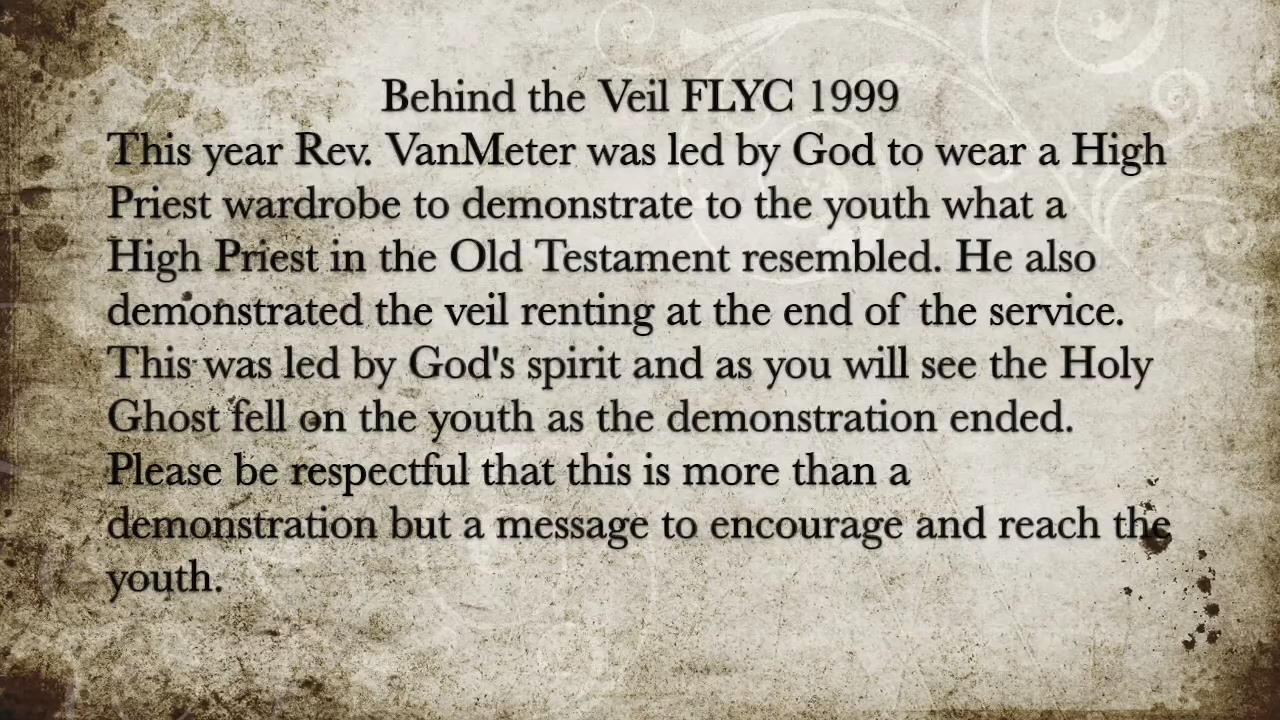 Behind the Veil FLYC 1999
This year Rev. VanMeter was led by God to wear a High
Priest wardrobe to demonstrate to the youth what a
High Priest in the Old Testament resembled. He also
demonstrated the veil renting at the end of the service.
This was led by God's spirit and as you will see the Holy
Ghost fell on the youth as the demonstration ended.
Please be respectful that this is more than a
demonstration but a message to encourage and reach the
youth.